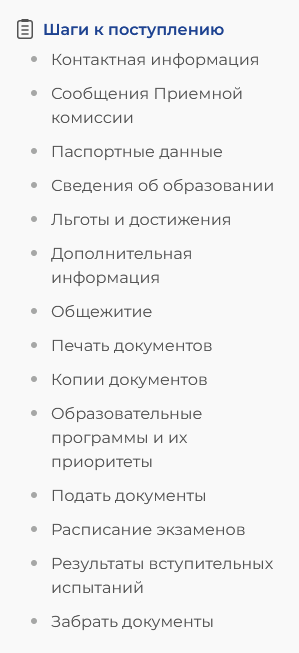 Шаги к поступлению
Контактная информация
Сообщения Приемной
комиссии
Паспортные данные
Сведения об образовании
Льготы и достижения
Дополнительная
информация
Общежитие
Печать документов
Копии документов
Образовательные
программы и их
приоритеты
Подать документы
Расписание экзаменов
Результаты вступительных
испытаний
Забрать документы